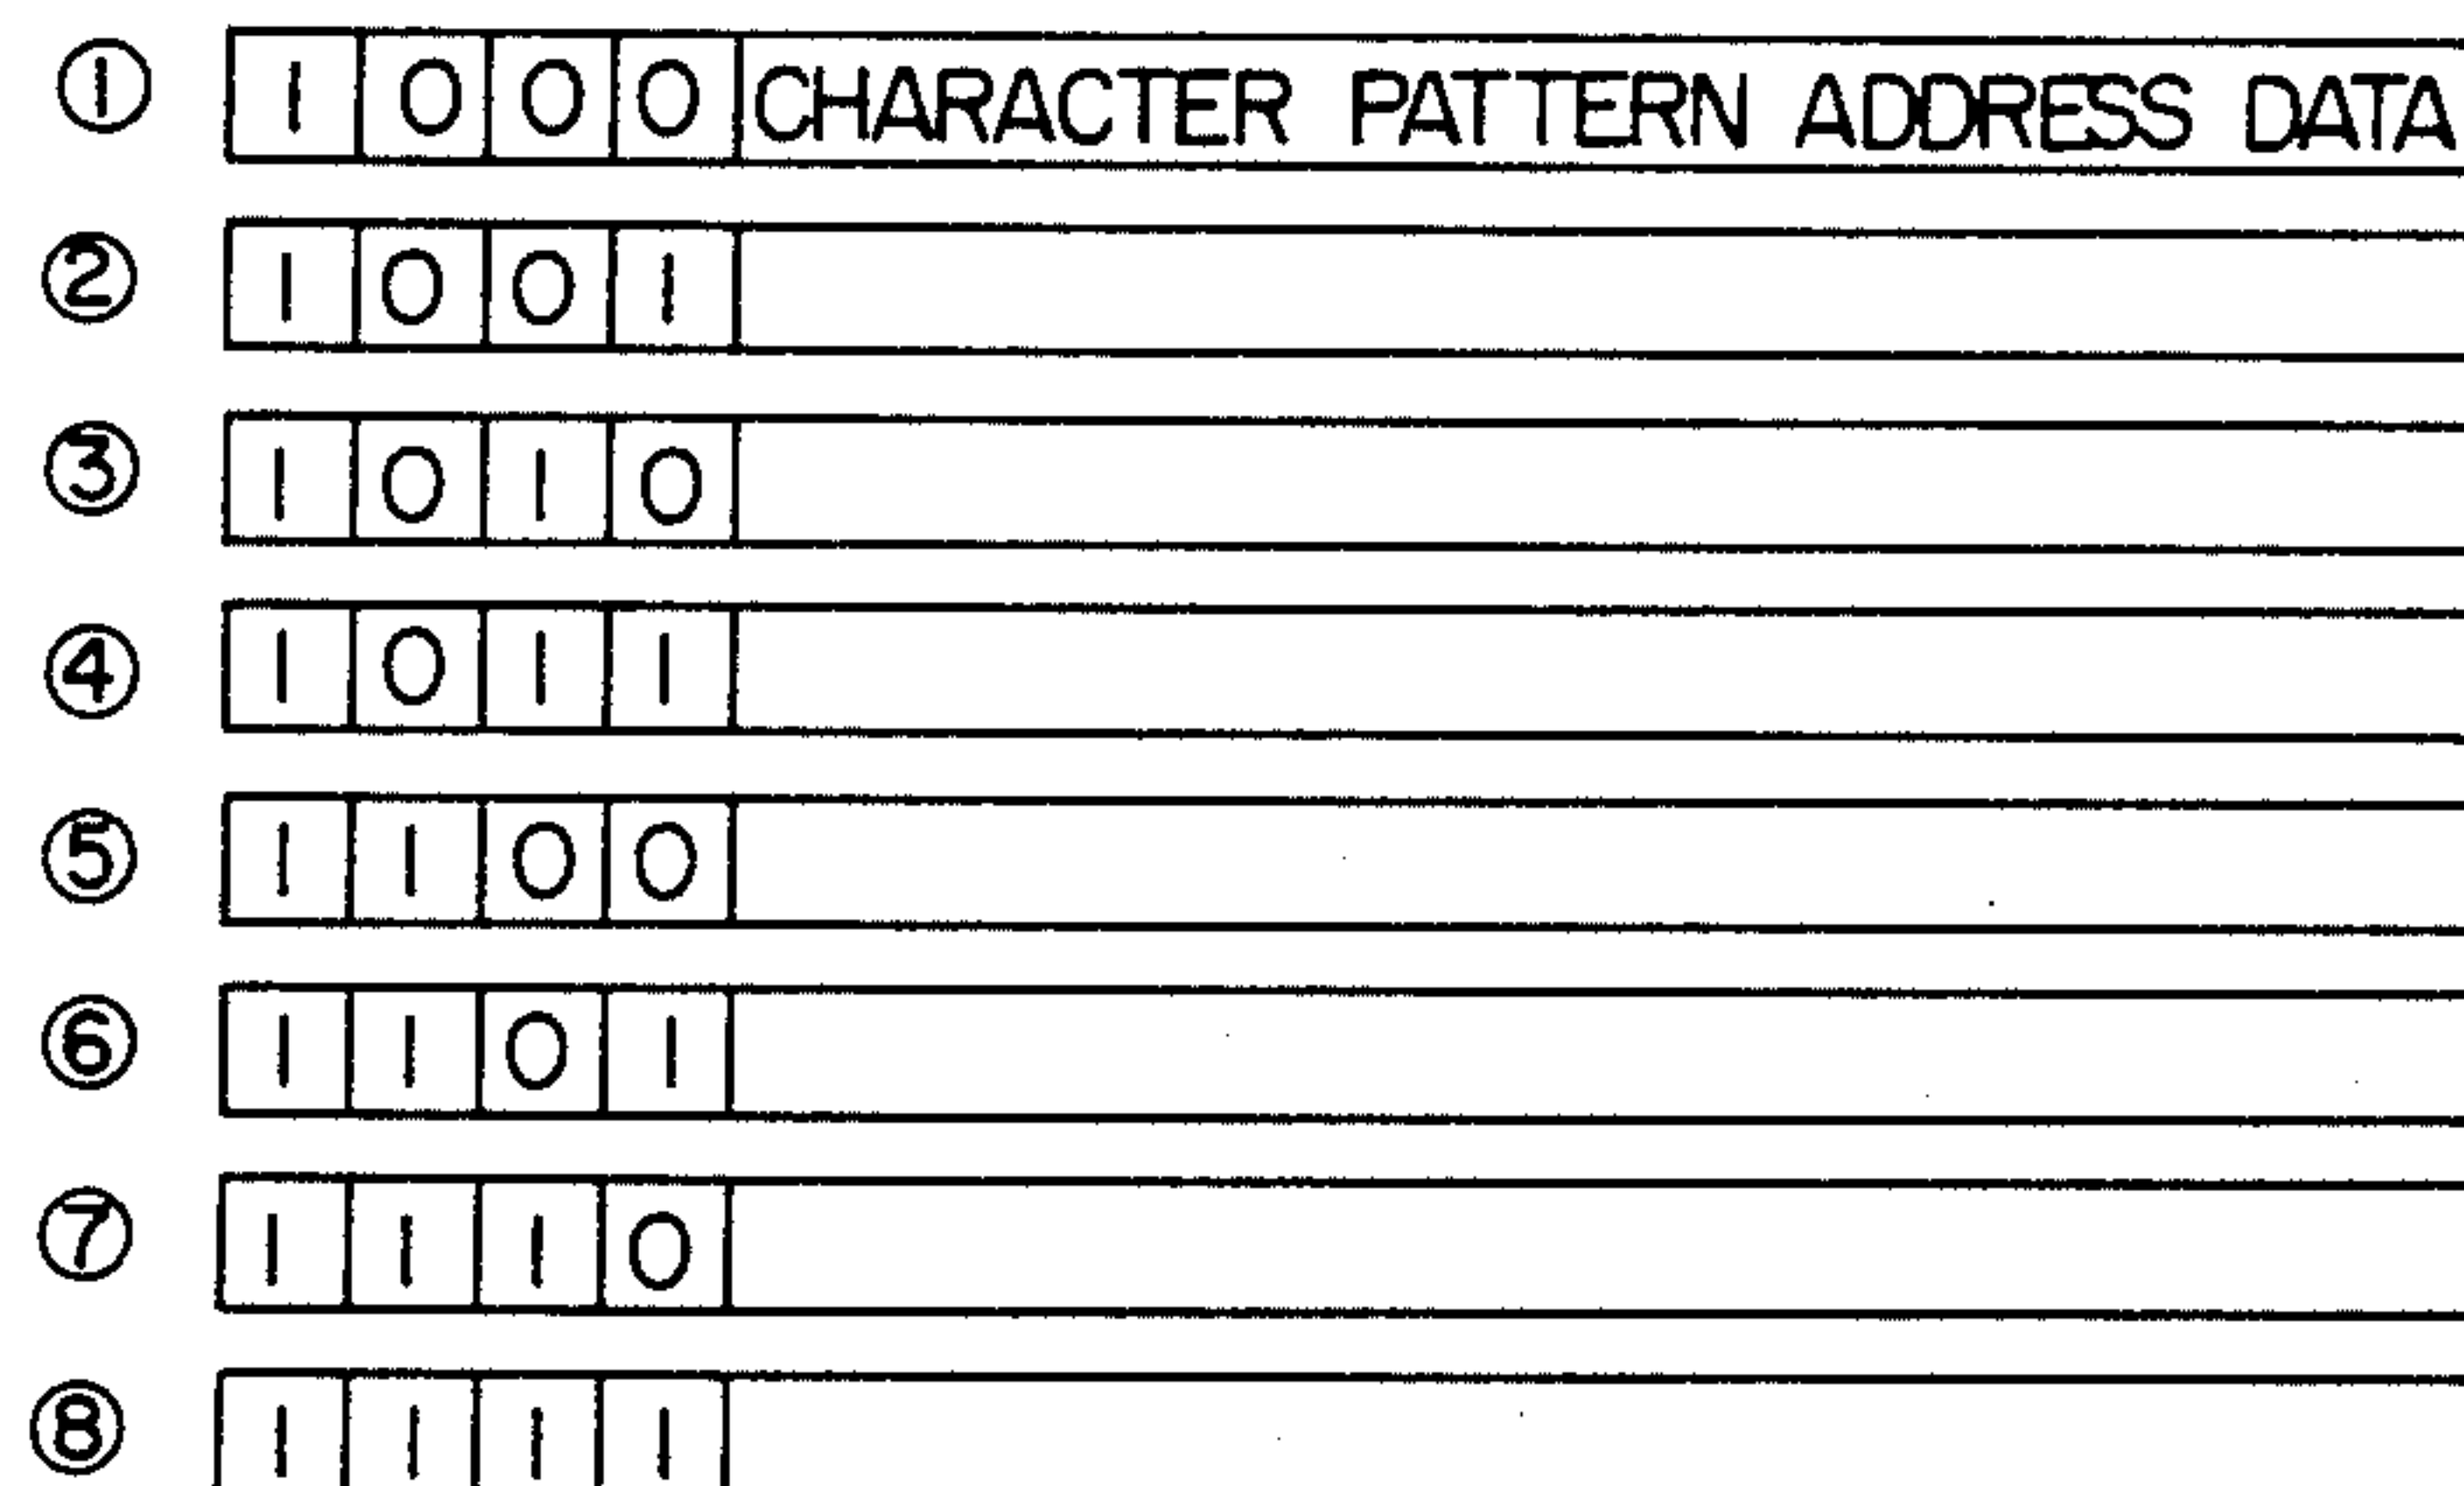 ① 1 0 0 0 CHARACTER PATTERN ADDRESS DATA
② 1 0 0 1
③ 1 0 1 0
④ 1 0 1 1
⑤ 1 1 0 0
⑥ 1 1 0 1
⑦ 1 1 1 0
⑧ 1 1 1 1